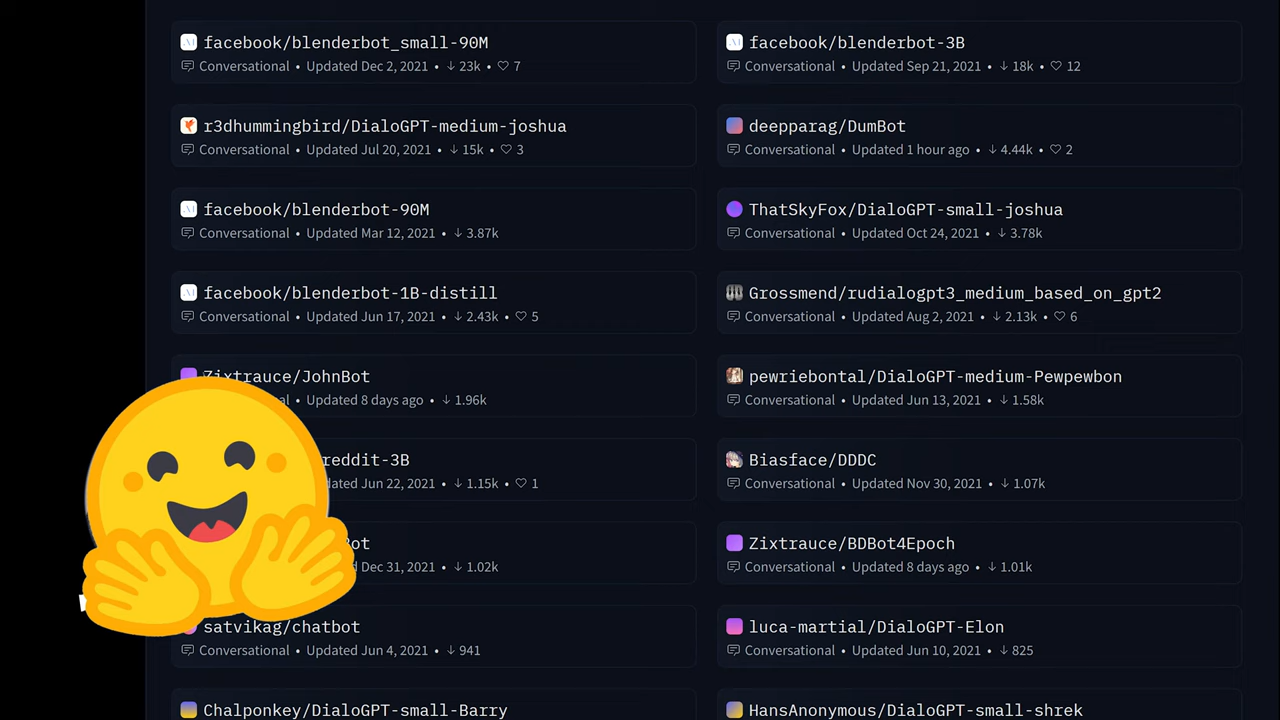 facebook/blenderbot_small-90M
Conversational • Updated Dec 2, 2021 • ↓ 23k • ♡ 7
facebook/blenderbot-3B
Conversational • Updated Sep 21, 2021 • ↓ 18k • ♡ 12
r3dhummingbird/DialoGPT-medium-joshua
Conversational • Updated Jul 20, 2021 • ↓ 15k • ♡ 3
deepparag/DumBot
Conversational • Updated 1 hour ago • ↓ 4.44k • ♡ 2
facebook/blenderbot-90M
Conversational • Updated Mar 12, 2021 • ↓ 3.87k
ThatSkyFox/DialoGPT-small-joshua
Conversational • Updated Oct 24, 2021 • ↓ 3.78k
facebook/blenderbot-1B-distill
Conversational • Updated Jun 17, 2021 • ↓ 2.43k • ♡ 5
Grossmend/rudialogpt3_medium_based_on_gpt2
Conversational • Updated Aug 2, 2021 • ↓ 2.13k • ♡ 6
Zixtrauce/JohnBot
Updated 8 days ago • ↓ 1.96k
pewriebontal/DialoGPT-medium-Pewpewbon
Conversational • Updated Jun 13, 2021 • ↓ 1.58k
reddit-3B
Jun 22, 2021 • ↓ 1.15k • ♡ 1
Biasface/DDDC
Conversational • Updated Nov 30, 2021 • ↓ 1.07k
Dec 31, 2021 • ↓ 1.02k
Zixtrauce/BDBot4Epoch
Conversational • Updated 8 days ago • ↓ 1.01k
satvikag/chatbot
Conversational • Updated Jun 4, 2021 • ↓ 941
luca-martial/DialoGPT-Elon
Conversational • Updated Jun 10, 2021 • ↓ 825
Chalponkey/DialoGPT-small-Barry
HansAnonymous/DialoGPT-small-shrek